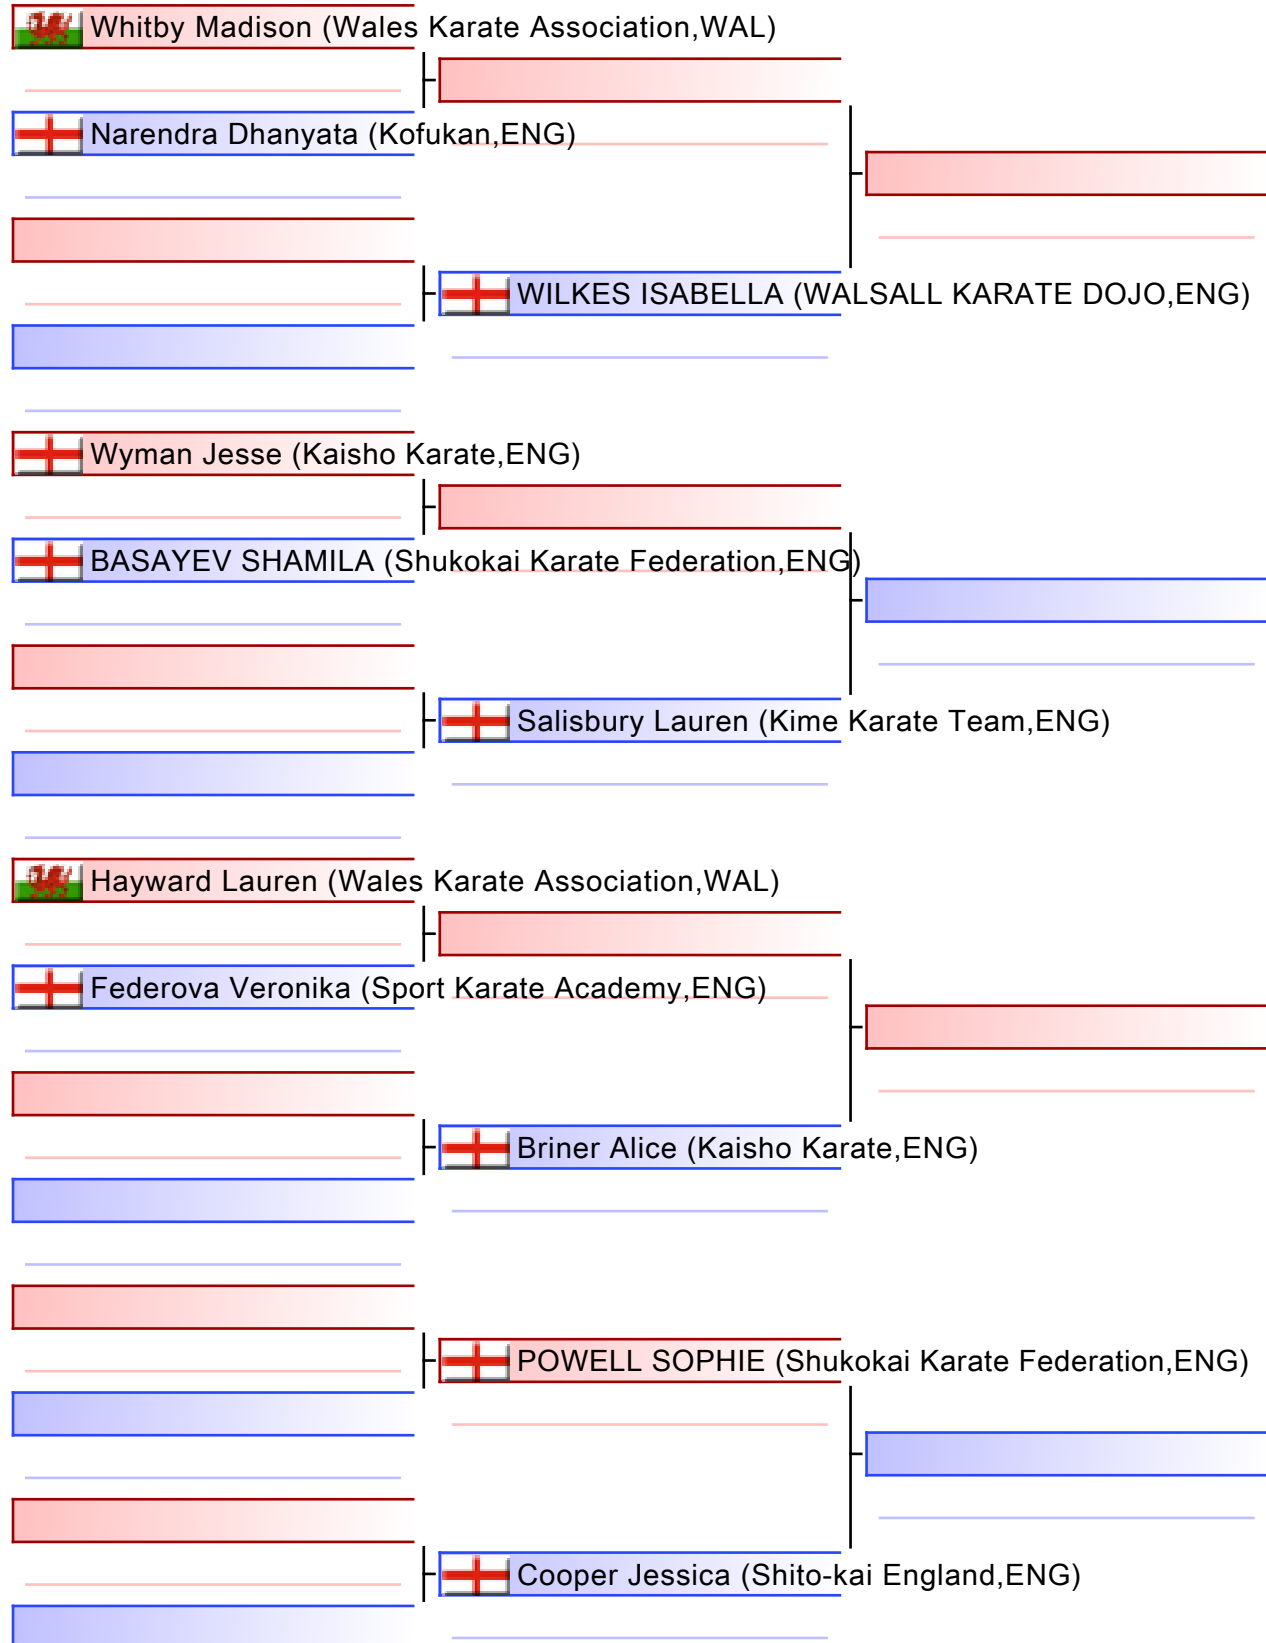 Whitby Madison (Wales Karate Association,WAL)
Narendra Dhanyata (Kofukan,ENG)
WILKES ISABELLA (WALSALL KARATE DOJO,ENG)
Wyman Jesse (Kaisho Karate,ENG)
BASAYEV SHAMILA (Shukokai Karate Federation,ENG)
Salisbury Lauren (Kime Karate Team,ENG)
Hayward Lauren (Wales Karate Association,WAL)
Federova Veronika (Sport Karate Academy,ENG)
Briner Alice (Kaisho Karate,ENG)
POWELL SOPHIE (Shukokai Karate Federation,ENG)
Cooper Jessica (Shito-kai England,ENG)